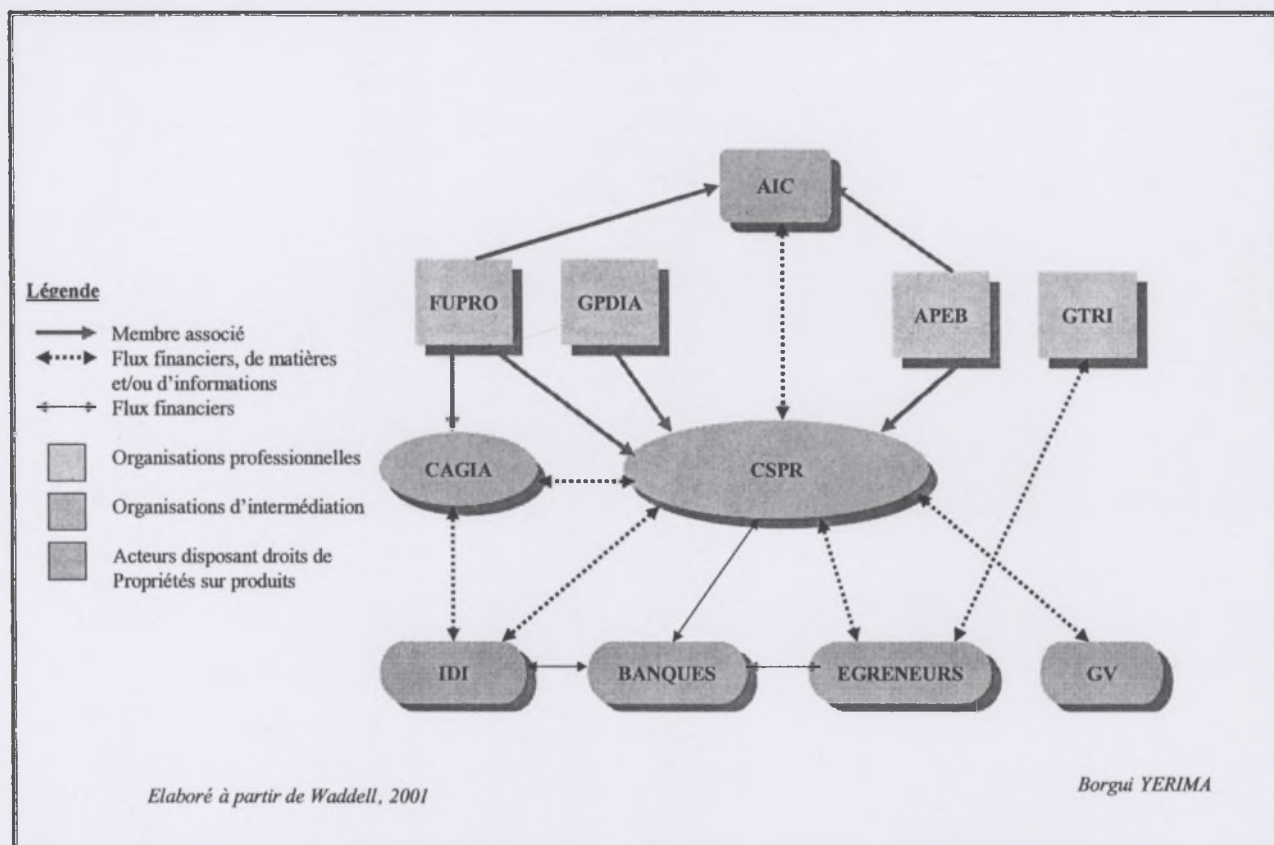 AIC
FUPRO
GPDIA
APEB
GTRI
Légende
Membre associé
Flux financiers, de matières
et/ou d'informations
Flux financiers
Organisations professionnelles
Organisations d'intermédiation
Acteurs disposant droits de
Propriétés sur produits
CAGIA
CSPR
IDI
BANQUES
EGRENEURS
GV
Elaboré à partir de Waddell, 2001
Borgui YERIMA